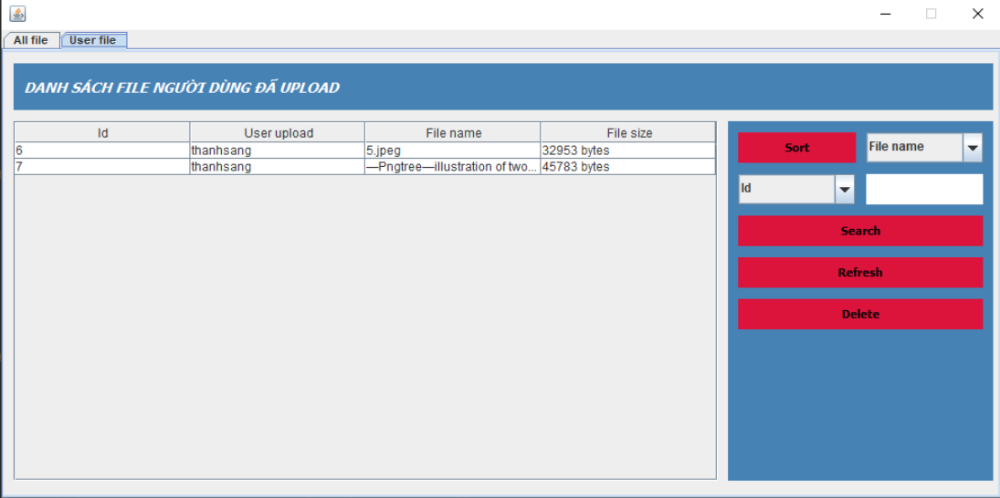 All file User file
DANH SÁCH FILE NGƯỜI DÙNG ĐÃ UPLOAD
Id User upload File name File size
6 thanhsang 5.jpeg 32953 bytes
7 thanhsang —Pngtree—illustration of two... 45783 bytes
Sort File name
Id
Search
Refresh
Delete